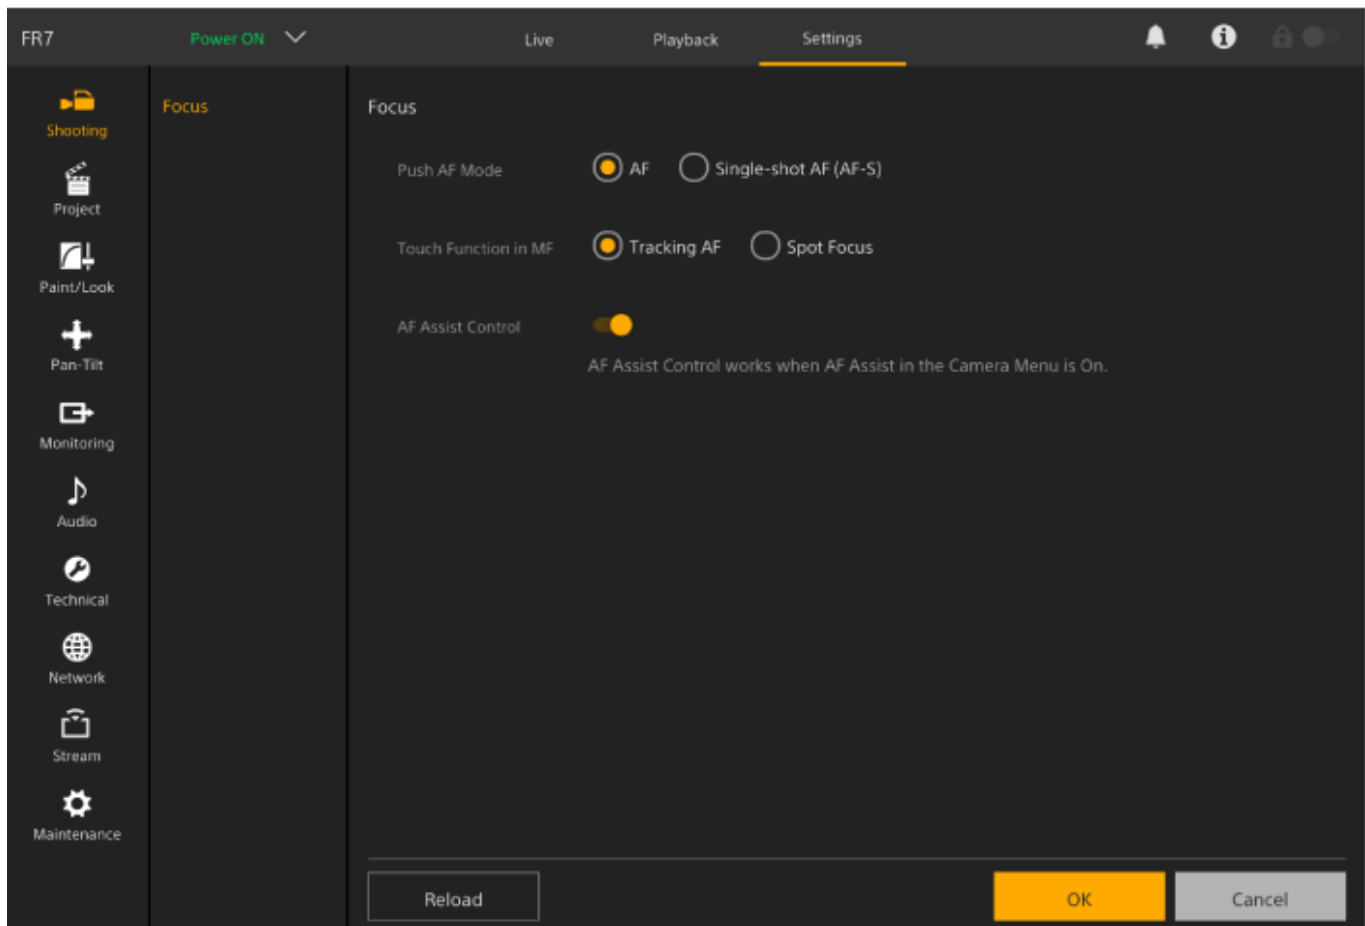 FR7
Power ON
Live
Playback
Settings
Shooting
Project
Paint/Look
Pan-Tilt
Monitoring
Audio
Technical
Network
Stream
Maintenance
Focus
Focus
Push AF Mode
AF
Single-shot AF (AF-S)
Touch Function in MF
Tracking AF
Spot Focus
AF Assist Control
AF Assist Control works when AF Assist in the Camera Menu is On.
Reload
OK
Cancel